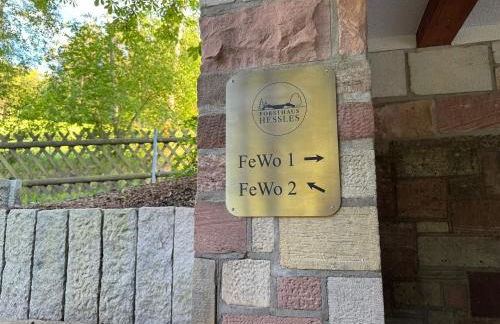 FORSTHAUS
HESSLES
FeWo 1 →
FeWo 2 ↖